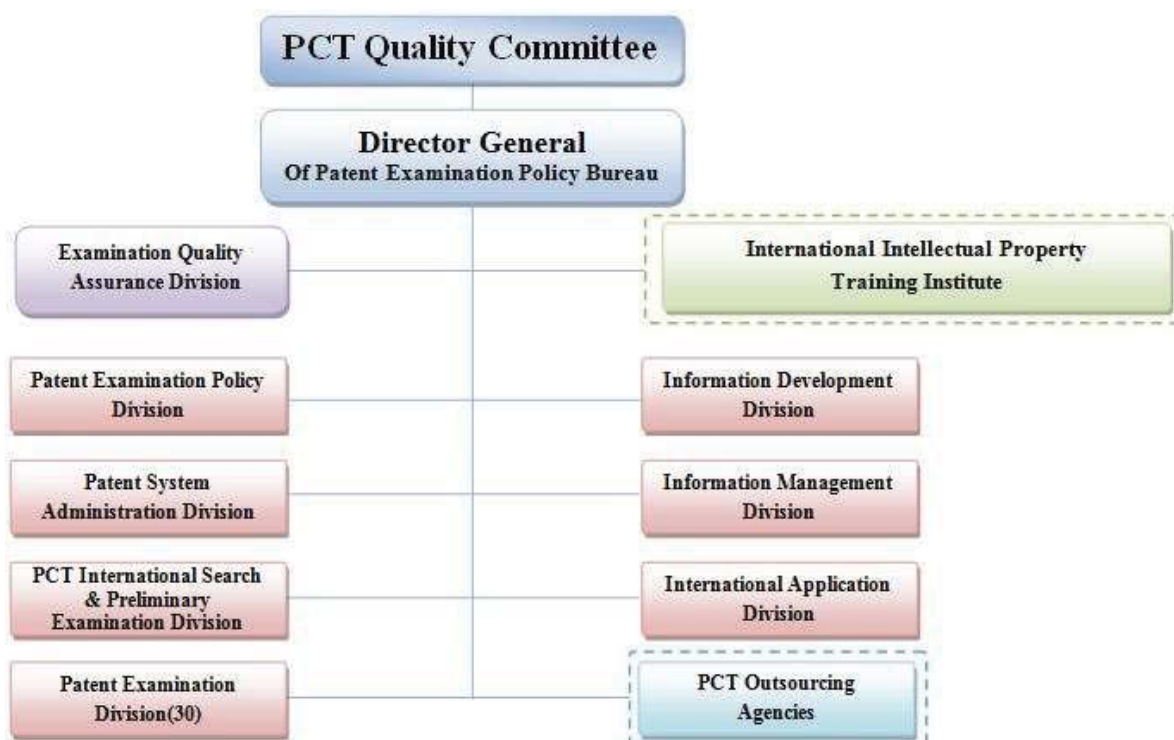 PCT Quality Committee
Director General
Of Patent Examination Policy Bureau
Examination Quality
Assurance Division
International Intellectual Property
Training Institute
Patent Examination Policy
Division
Information Development
Division
Patent System
Administration Division
Information Management
Division
PCT International Search
& Preliminary
Examination Division
International Application
Division
Patent Examination
Division(30)
PCT Outsourcing
Agencies